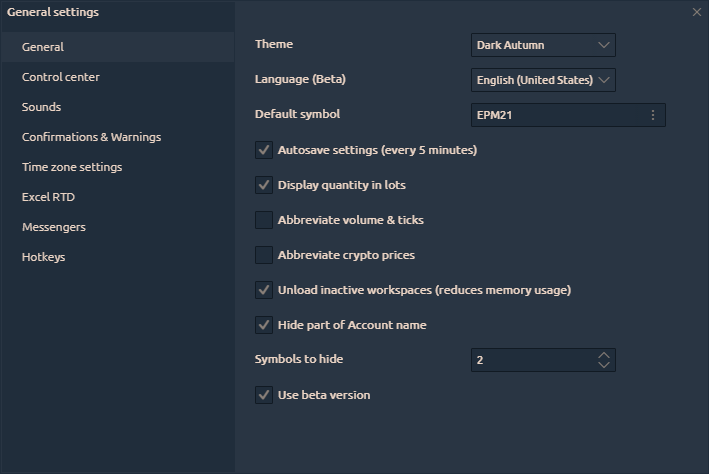 General settings
General
Control center
Sounds
Confirmations & Warnings
Time zone settings
Excel RTD
Messengers
Hotkeys
Theme Dark Autumn
Language (Beta) English (United States)
Default symbol EPM21
Autosave settings (every 5 minutes)
Display quantity in lots
Abbreviate volume & ticks
Abbreviate crypto prices
Unload inactive workspaces (reduces memory usage)
Hide part of Account name
Symbols to hide 2
Use beta version